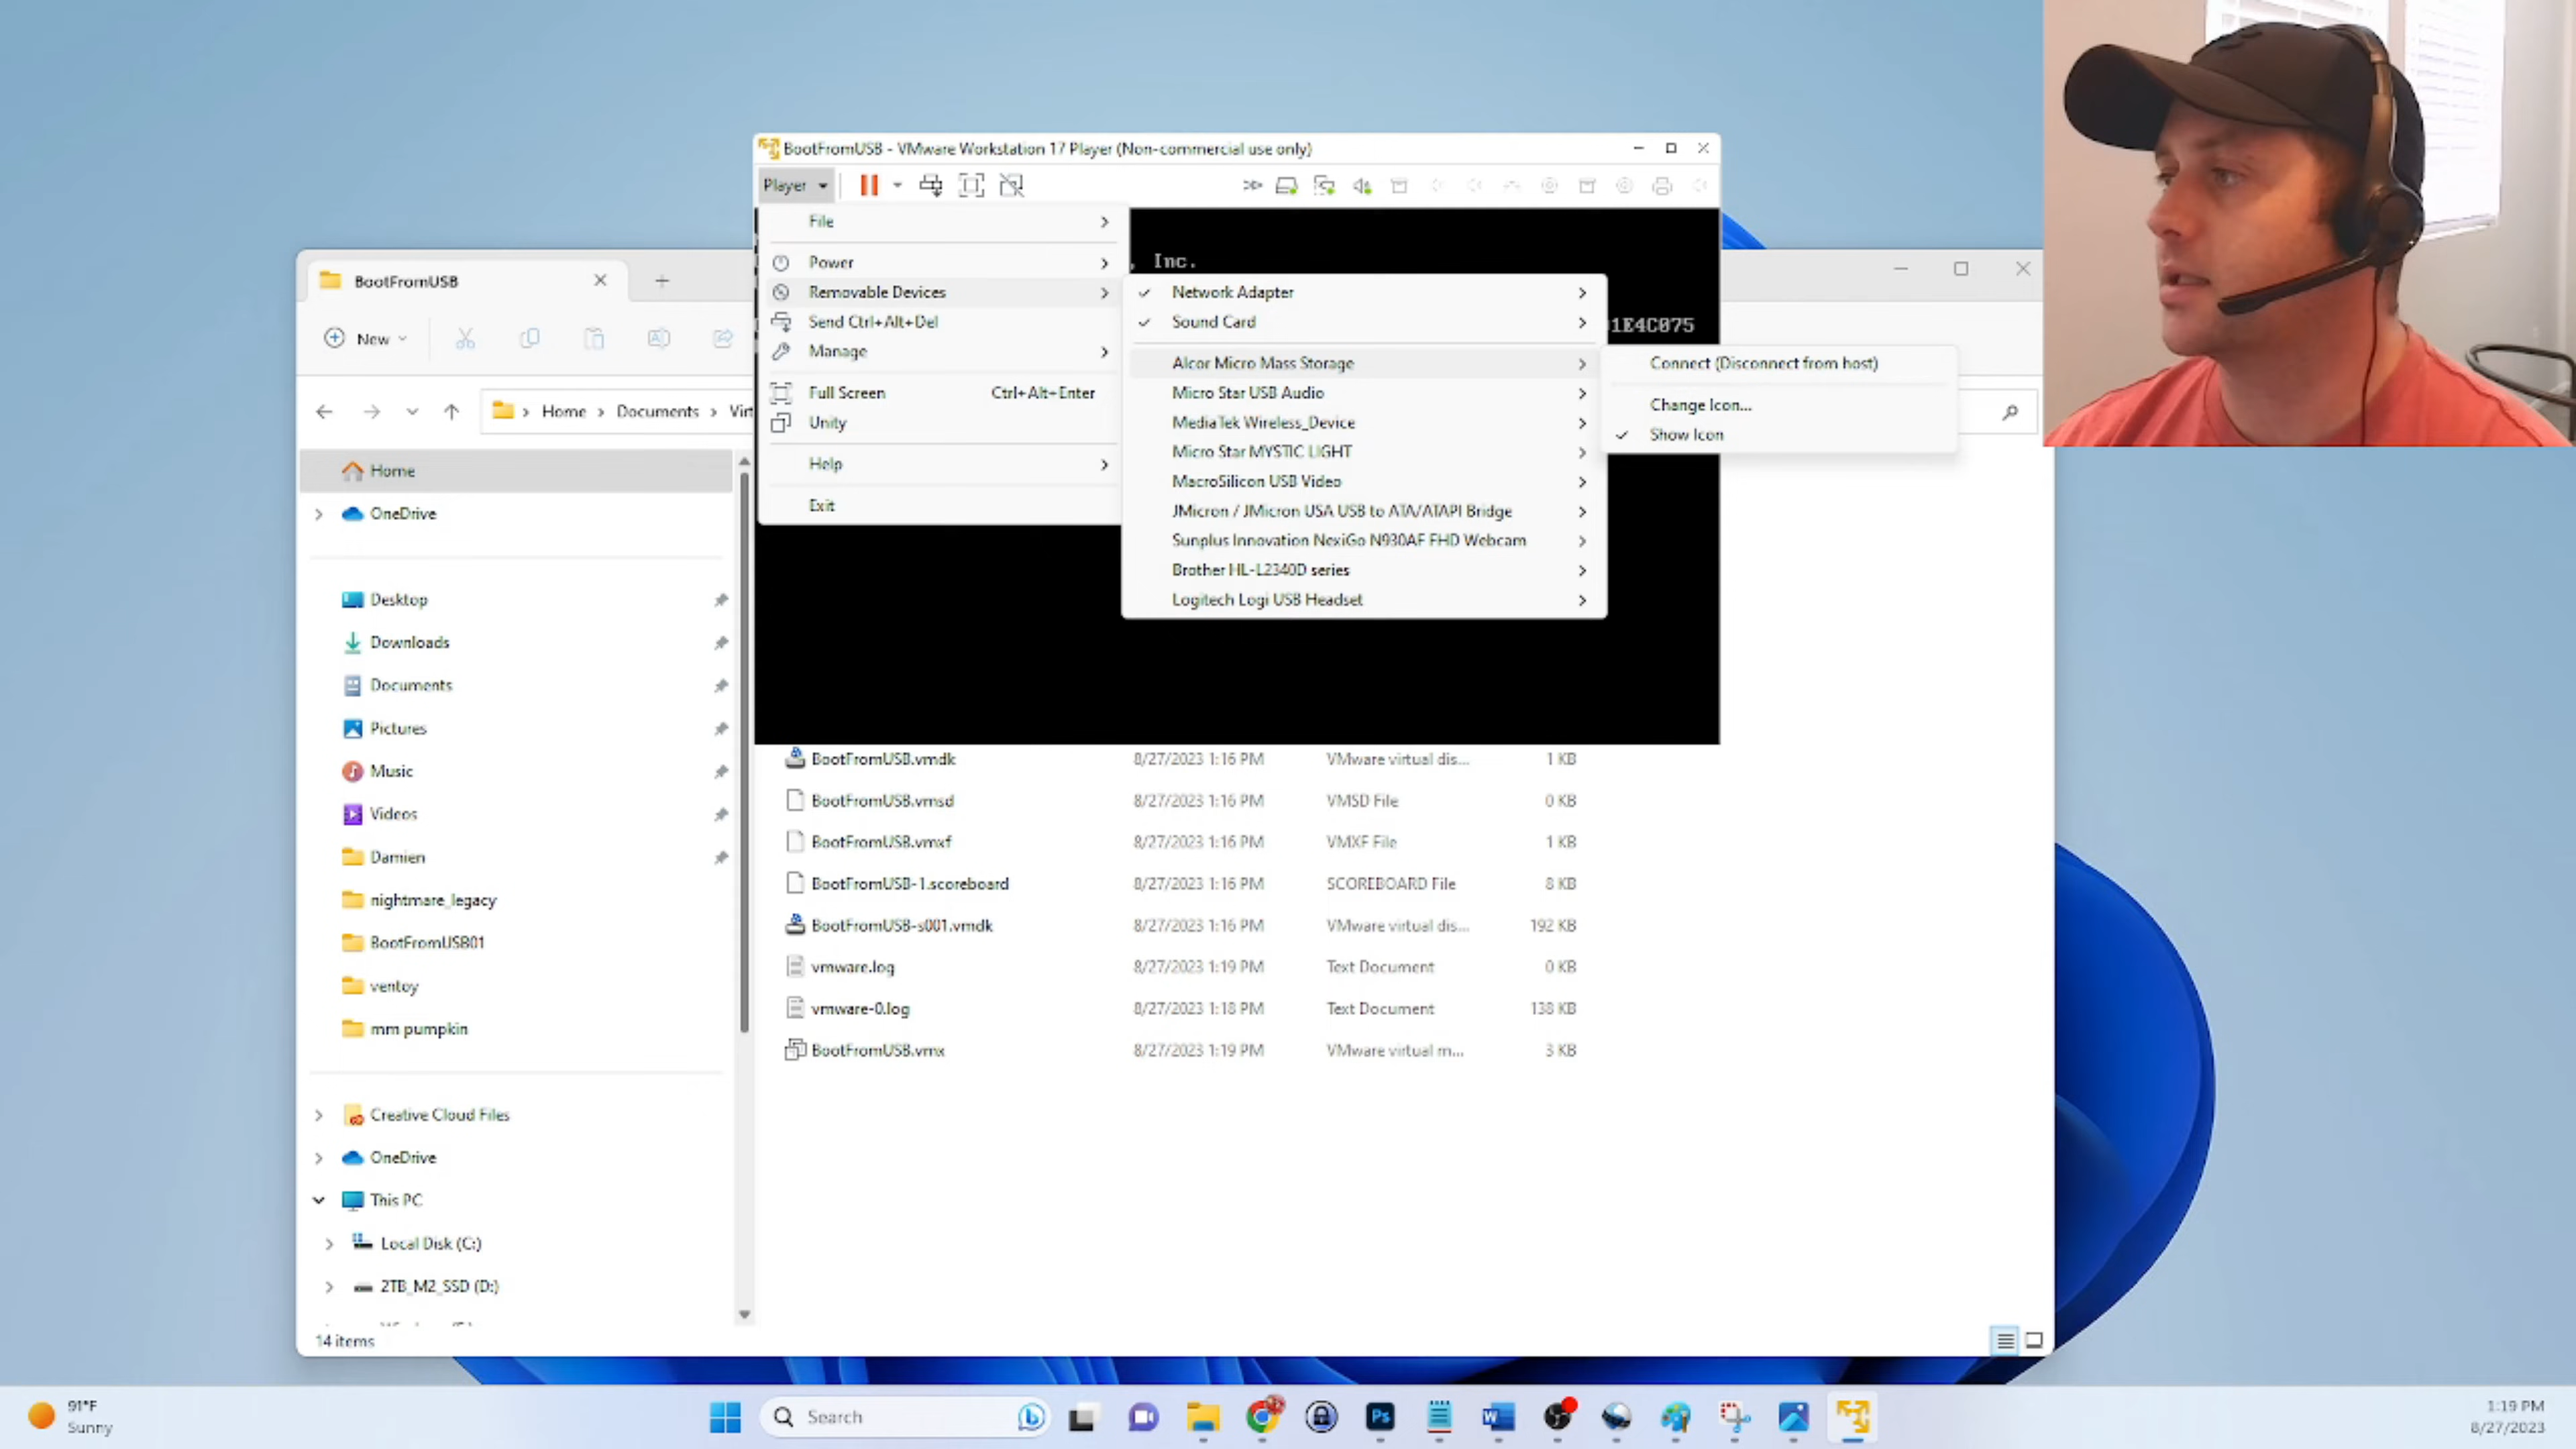 BootFromUSB - VMware Workstation 17 Player (Non-commercial use only)
Player
File
Power
Removable Devices
Send Ctrl+Alt+Del
Manage
Full Screen Ctrl+Alt+Enter
Unity
Help
Exit
, Inc.
1E4C075
Network Adapter
Sound Card
Alcor Micro Mass Storage
Micro Star USB Audio
MediaTek Wireless_Device
Micro Star MYSTIC LIGHT
MacroSilicon USB Video
JMicron / JMicron USA USB to ATA/ATAPI Bridge
Sunplus Innovation NexiGo N930AF FHD Webcam
Brother HL-L2340D series
Logitech Logi USB Headset
Connect (Disconnect from host)
Change Icon...
Show Icon
BootFromUSB
New
Home Documents Virt
Home
OneDrive
Desktop
Downloads
Documents
Pictures
Music
Videos
Damien
nightmare_legacy
BootFromUSB01
ventoy
mm pumpkin
Creative Cloud Files
OneDrive
This PC
Local Disk (C:)
2TB_M2_SSD (D:)
14 items
BootFromUSB.vmdk 8/27/2023 1:16 PM VMware virtual dis... 1 KB
BootFromUSB.vmsd 8/27/2023 1:16 PM VMSD File 0 KB
BootFromUSB.vmxf 8/27/2023 1:16 PM VMXF File 1 KB
BootFromUSB-1.scoreboard 8/27/2023 1:16 PM SCOREBOARD File 8 KB
BootFromUSB-s001.vmdk 8/27/2023 1:16 PM VMware virtual dis... 192 KB
vmware.log 8/27/2023 1:19 PM Text Document 0 KB
vmware-0.log 8/27/2023 1:18 PM Text Document 138 KB
BootFromUSB.vmx 8/27/2023 1:19 PM VMware virtual m... 3 KB
91°F
Sunny
Search
Ps
W
1:19 PM
8/27/2023